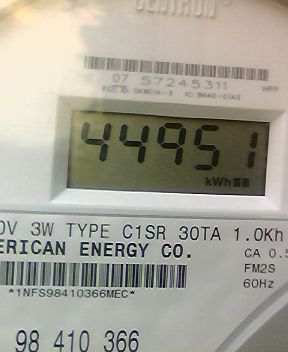 CENTRON
07 57245311
44951
kWh
0V 3W TYPE C1SR 30TA 1.0Kh
ERICAN ENERGY CO.
CA 0.5
FM2S
60Hz
*1NFS98410366MEC*
98 410 366